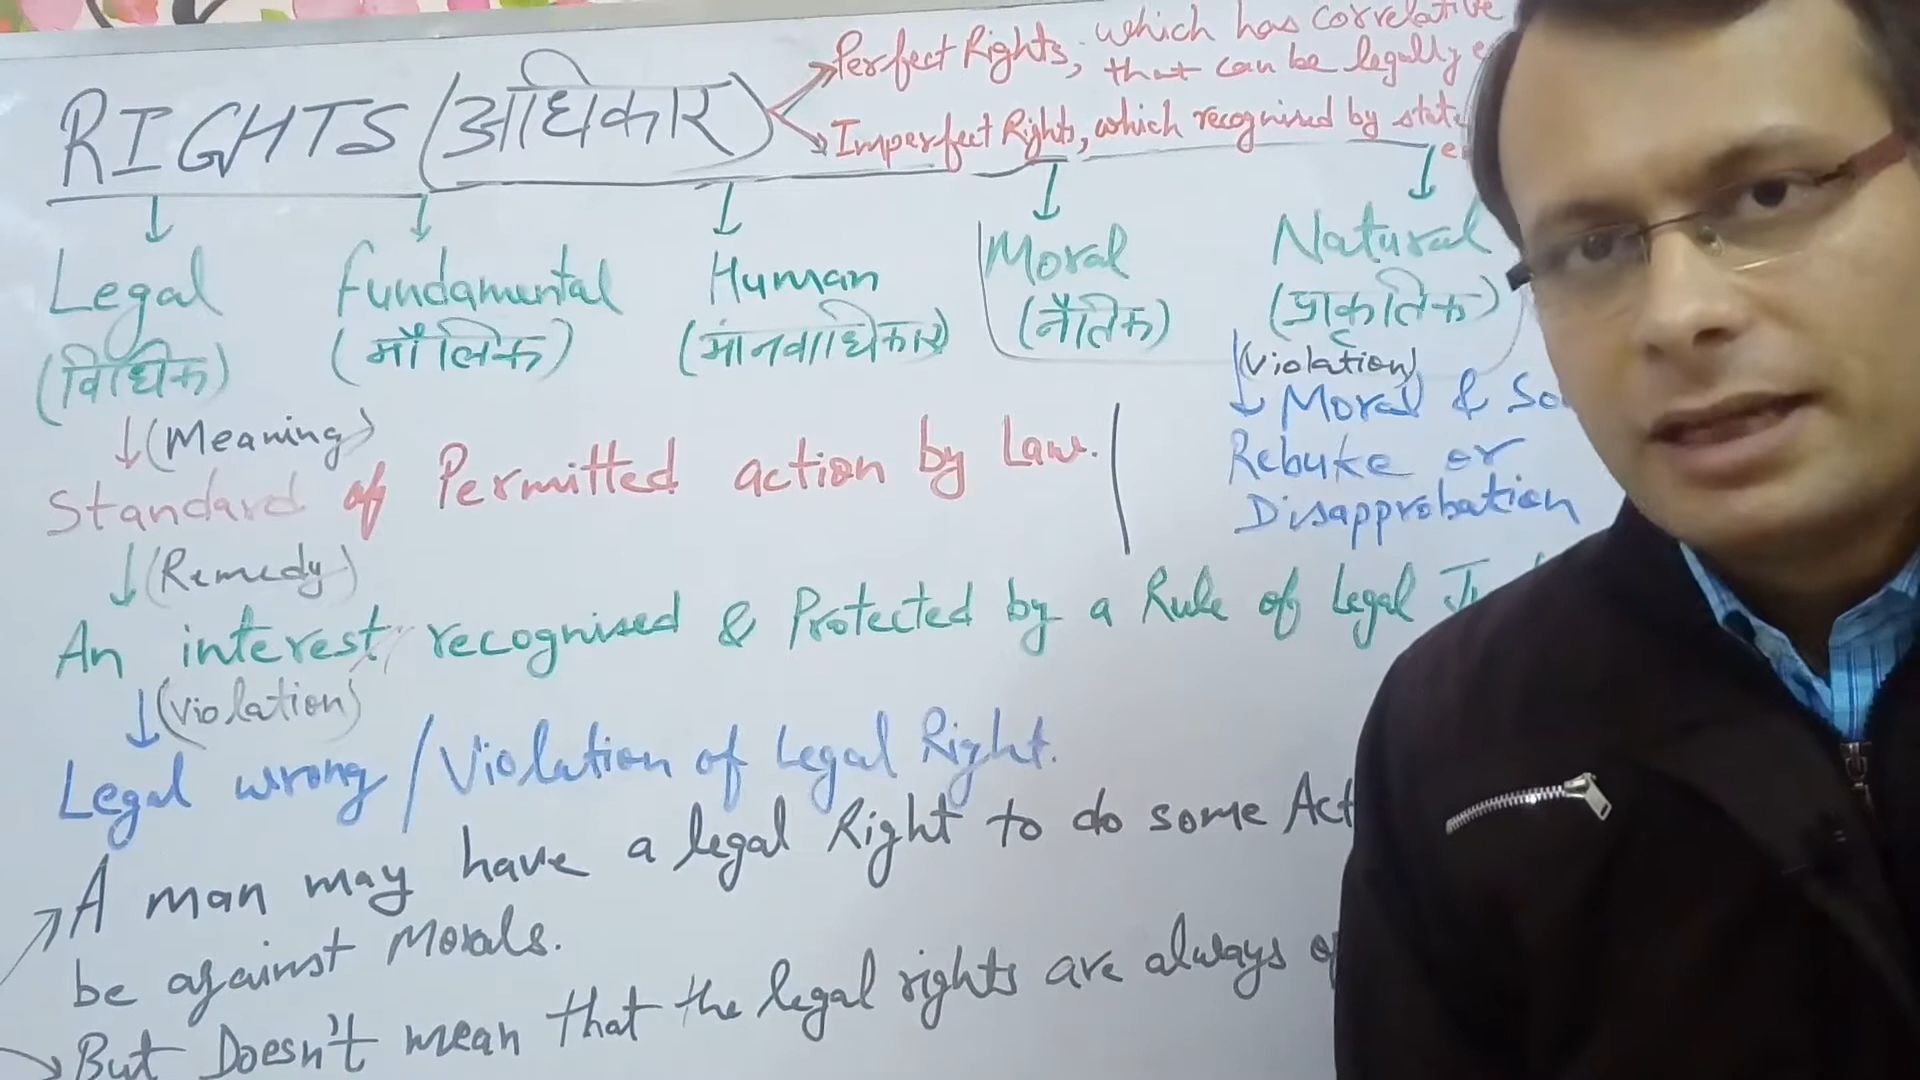 RIGHTS (अधिकार)
Perfect Rights, which has correlative
that can be legally
Imperfect Rights, which recognised by state
Legal Fundamental Human Moral Natural
(विधिक) (मौलिक) (मानवाधिकार) (नैतिक) (प्राकृतिक)
(Meaning) (Violation)
Standard of Permitted action by Law.
Moral &
Rebuke or
Disapprobation
(Remedy)
An interest recognised & Protected by a Rule of Legal
(Violation)
Legal wrong / Violation of Legal Right.
A man may have a legal Right to do some Act
be against Morals.
But Doesn't mean that the legal rights are always